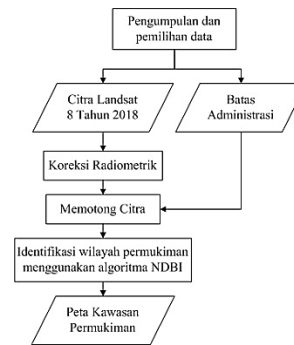 Pengumpulan dan
pemilihan data
Citra Landsat
8 Tahun 2018
Batas
Administrasi
Koreksi Radiometrik
Memotong Citra
Identifikasi wilayah permukiman
menggunakan algoritma NDBI
Peta Kawasan
Permukiman